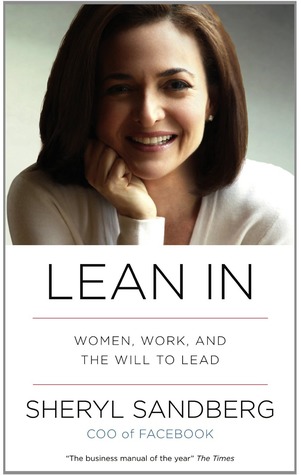 LEAN IN
WOMEN, WORK, AND
THE WILL TO LEAD
SHERYL SANDBERG
COO of FACEBOOK
“The business manual of the year” The Times